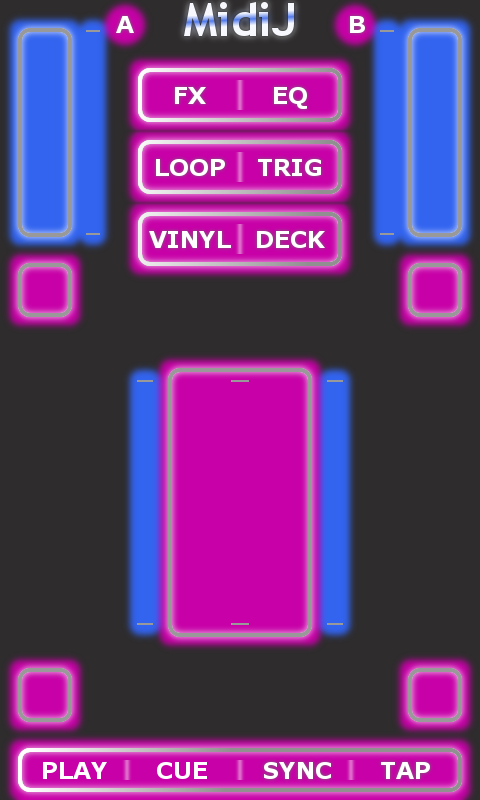 A MidiJ B
FX EQ
LOOP TRIG
VINYL DECK
PLAY CUE SYNC TAP